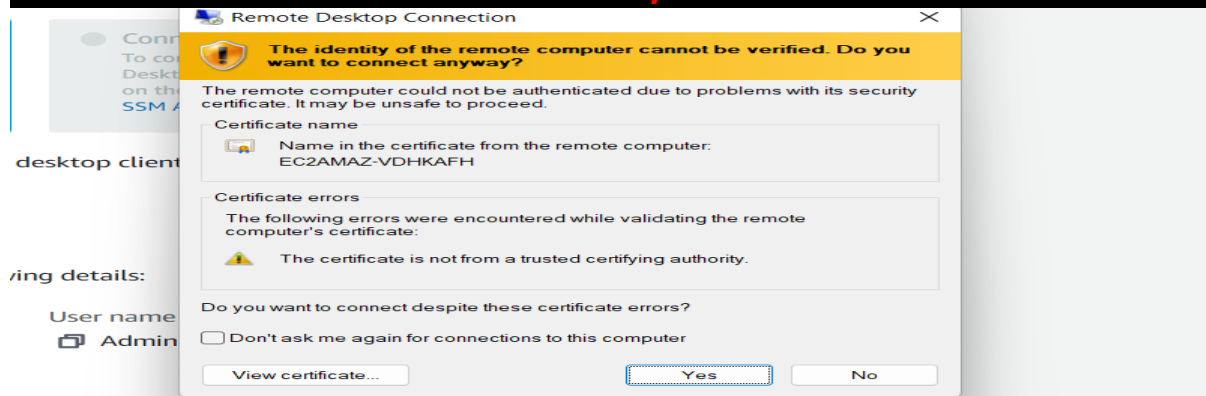 Remote Desktop Connection
The identity of the remote computer cannot be verified. Do you
want to connect anyway?
The remote computer could not be authenticated due to problems with its security
certificate. It may be unsafe to proceed.
Certificate name
Name in the certificate from the remote computer:
EC2AMAZ-VDHKAFH
Certificate errors
The following errors were encountered while validating the remote
computer's certificate:
The certificate is not from a trusted certifying authority.
Do you want to connect despite these certificate errors?
Don't ask me again for connections to this computer
View certificate...
Yes
No
Conn
To co
Deskt
on the
SSM A
desktop client
ving details:
User name
Admin